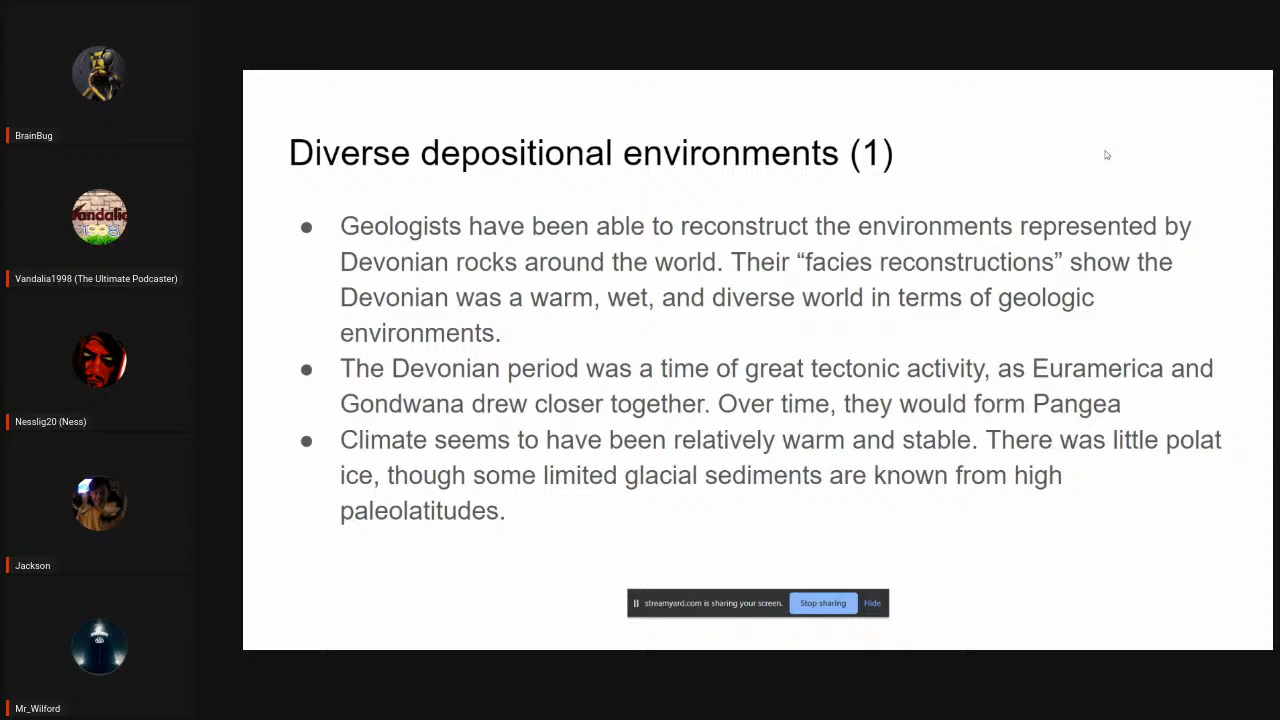 BrainBug
Vandalia1998 (The Ultimate Podcaster)
Nesslig20 (Ness)
Jackson
Mr_Wilford
Diverse depositional environments (1)
● Geologists have been able to reconstruct the environments represented by
Devonian rocks around the world. Their “facies reconstructions” show the
Devonian was a warm, wet, and diverse world in terms of geologic
environments.
● The Devonian period was a time of great tectonic activity, as Euramerica and
Gondwana drew closer together. Over time, they would form Pangea
● Climate seems to have been relatively warm and stable. There was little polat
ice, though some limited glacial sediments are known from high
paleolatitudes.
streamyard.com is sharing your screen. Stop sharing Hide